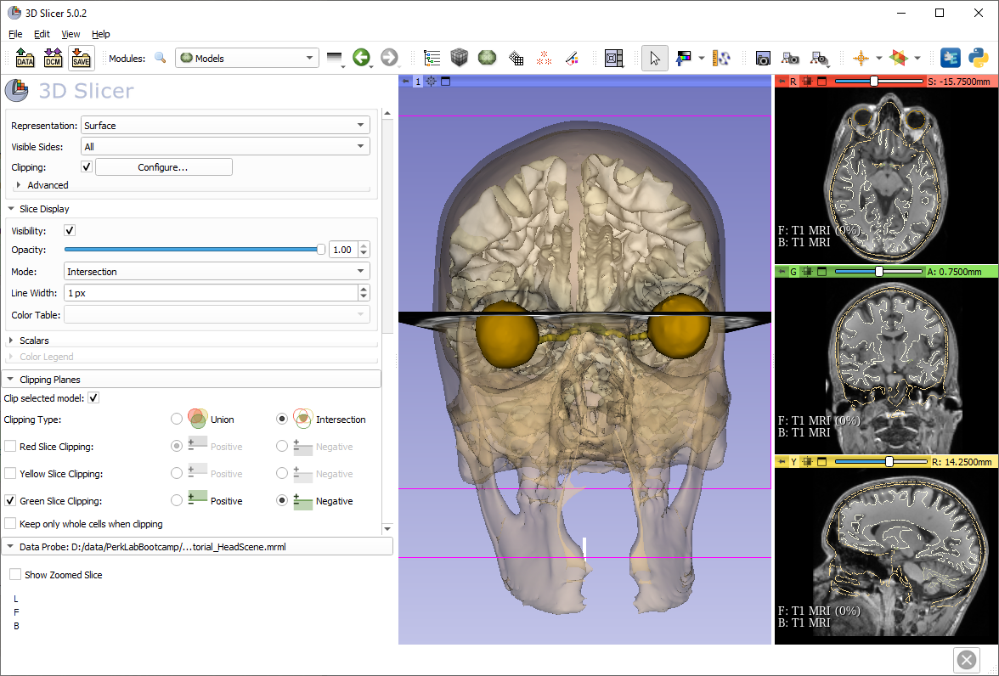 3D Slicer 5.0.2
File Edit View Help
DATA DCM SAVE Modules: Models
3D Slicer
Representation: Surface
Visible Sides: All
Clipping: Configure...
Advanced
Slice Display
Visibility:
Opacity: 1.00
Mode: Intersection
Line Width: 1 px
Color Table:
Scalars
Color Legend
Clipping Planes
Clip selected model:
Clipping Type: Union Intersection
Red Slice Clipping: Positive Negative
Yellow Slice Clipping: Positive Negative
Green Slice Clipping: Positive Negative
Keep only whole cells when clipping
Data Probe: D:/data/PerkLabBootcamp/...torial_HeadScene.mrml
Show Zoomed Slice
L
F
B
1
R S: -15.7500mm
F: T1 MRI (0%)
B: T1 MRI
G A: 0.7500mm
F: T1 MRI (0%)
B: T1 MRI
Y R: 14.2500mm
F: T1 MRI (0%)
B: T1 MRI